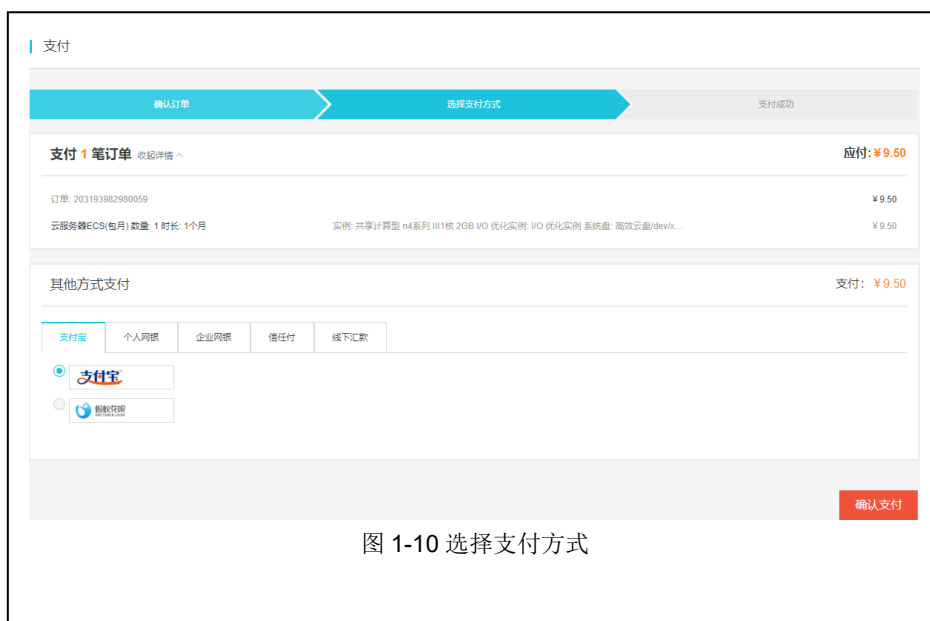 支付
确认订单 选择支付方式 支付成功
支付 1 笔订单 收起详情 应付:¥9.50
订单: 203193982980059 ¥9.50
云服务器ECS(包月) 数量: 1 时长: 1个月 实例: 共享计算型 n4系列 III1核 2GB I/O 优化实例: I/O 优化实例 系统盘: 高效云盘/dev/x... ¥9.50
其他方式支付 支付: ¥9.50
支付宝 个人网银 企业网银 信任付 线下汇款
支付宝
蚂蚁花呗
确认支付
图 1-10 选择支付方式